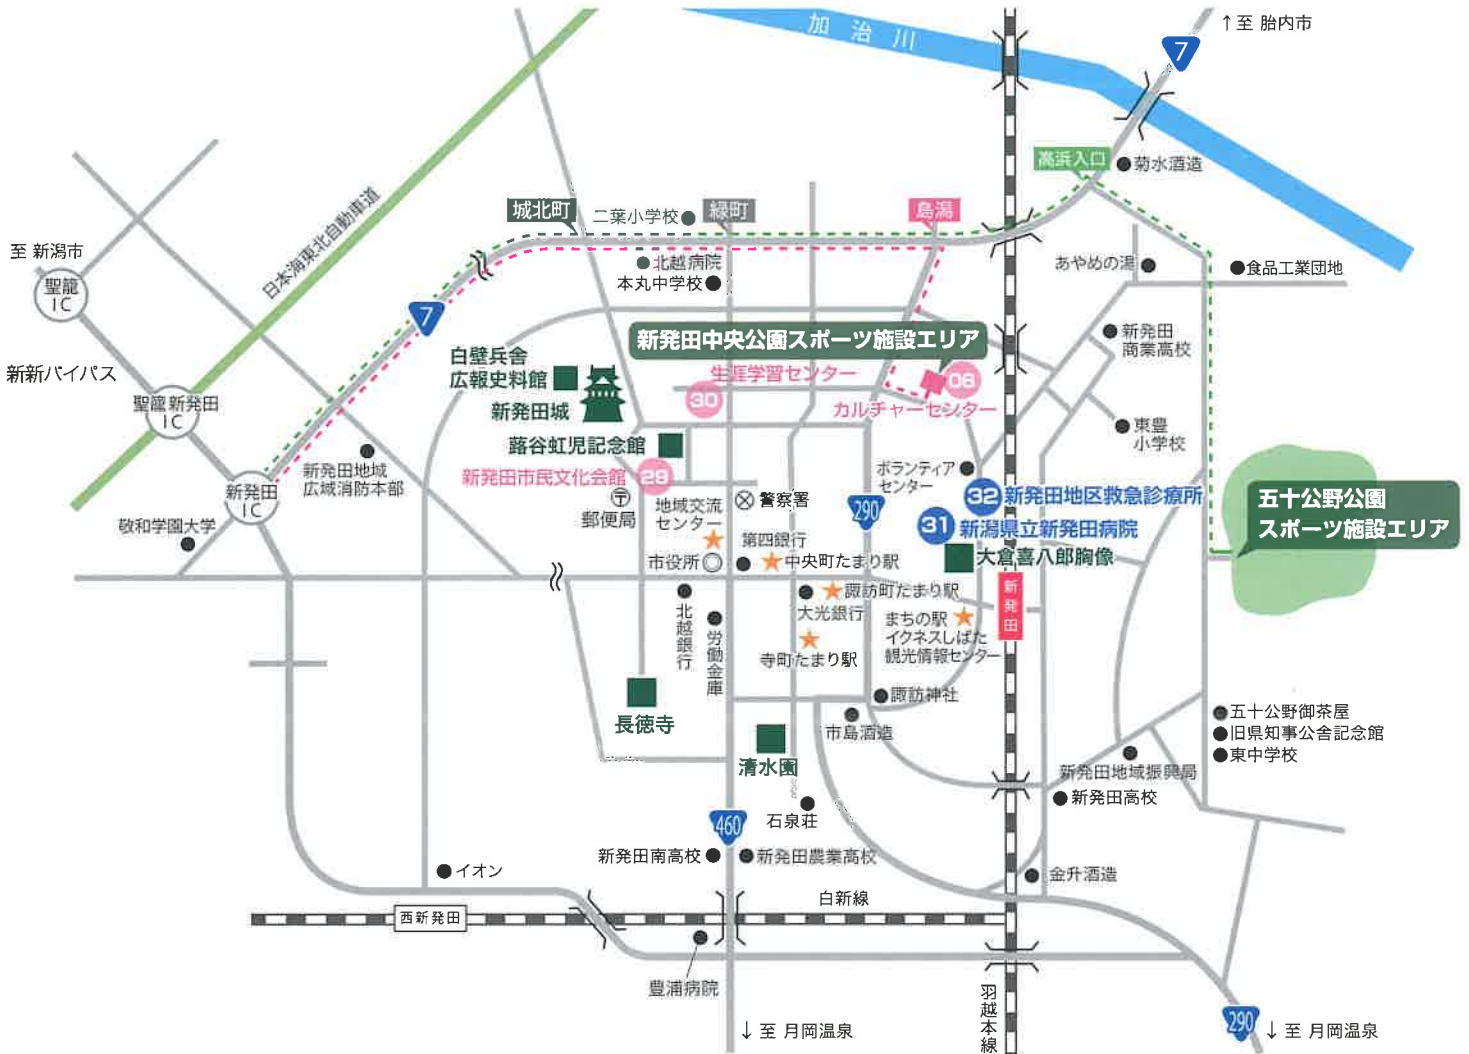 加治川
↑至 胎内市
7
高浜入口
菊水酒造
城北町
二葉小学校
緑町
島潟
日本海東北自動車道
至 新潟市
聖籠
IC
北越病院
本丸中学校
あやめの湯
食品工業団地
7
新発田中央公園スポーツ施設エリア
新発田
商業高校
白壁兵舎
広報史料館
生涯学習センター
新新バイパス
30
06
新発田城
カルチャーセンター
聖籠新発田
IC
東豊
小学校
蕗谷虹児記念館
新発田地域
広域消防本部
新発田市民文化会館
29
ボランティア
センター
新発田
IC
郵便局
地域交流
センター
警察署
290
32
新発田地区救急診療所
五十公野公園
スポーツ施設エリア
敬和学園大学
31
新潟県立新発田病院
第四銀行
市役所
中央町たまり駅
大倉喜八郎胸像
新発田
諏訪町たまり駅
大光銀行
北越銀行
労働金庫
まちの駅
イクネスしばた
観光情報センター
寺町たまり駅
諏訪神社
長徳寺
市島酒造
五十公野御茶屋
旧県知事公舎記念館
東中学校
清水園
新発田地域振興局
新発田高校
石泉荘
460
新発田南高校
新発田農業高校
イオン
金升酒造
白新線
西新発田
豊浦病院
羽越本線
↓至 月岡温泉
290
↓至 月岡温泉